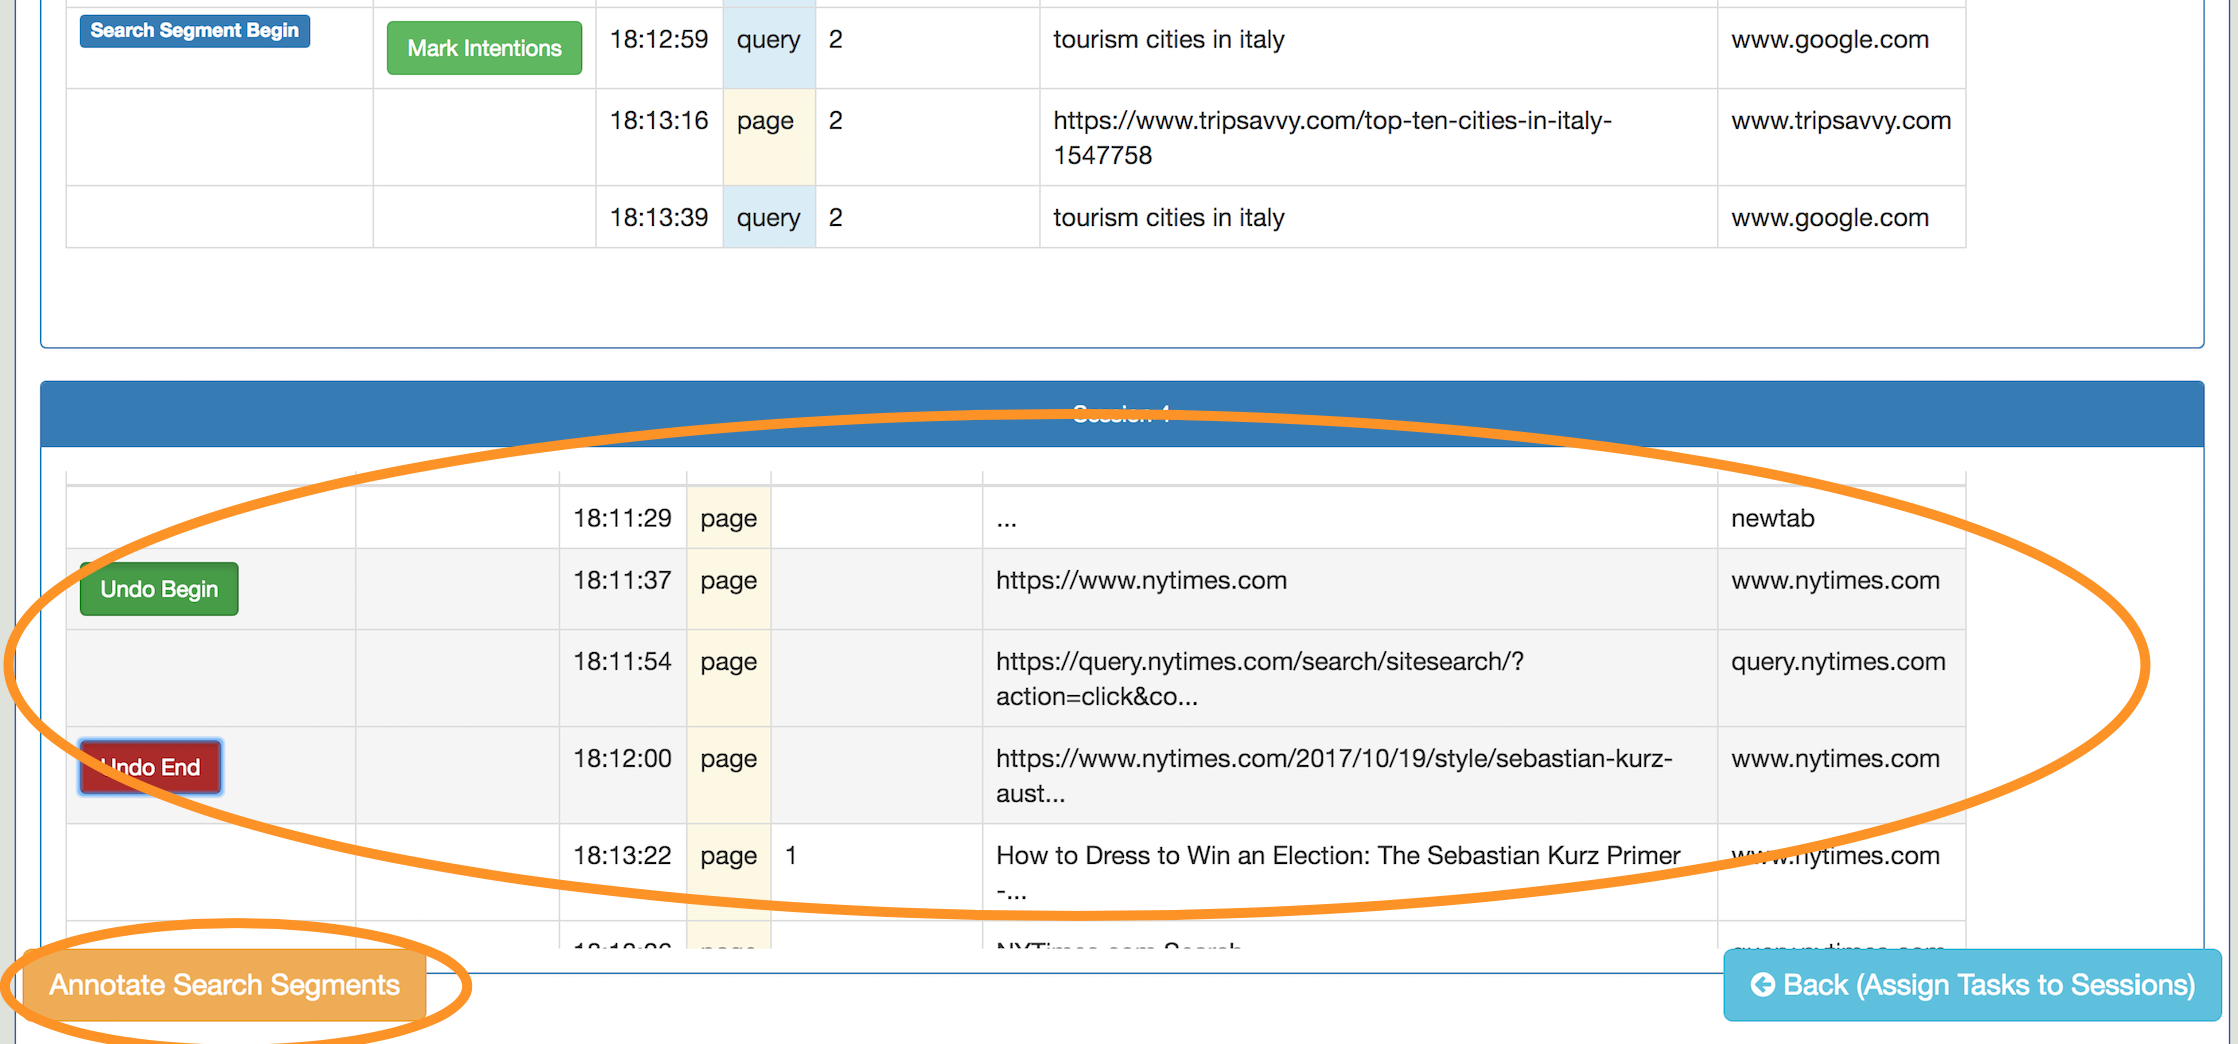 Search Segment Begin Mark Intentions 18:12:59 query 2 tourism cities in italy www.google.com
18:13:16 page 2 https://www.tripsavvy.com/top-ten-cities-in-italy- www.tripsavvy.com
1547758
18:13:39 query 2 tourism cities in italy www.google.com
Session 4
18:11:29 page ... newtab
Undo Begin 18:11:37 page https://www.nytimes.com www.nytimes.com
18:11:54 page https://query.nytimes.com/search/sitesearch/? query.nytimes.com
action=click&co...
Undo End 18:12:00 page https://www.nytimes.com/2017/10/19/style/sebastian-kurz- www.nytimes.com
aust...
18:13:22 page 1 How to Dress to Win an Election: The Sebastian Kurz Primer www.nytimes.com
-...
page NYTimes.com Search query.nytimes.com
Annotate Search Segments Back (Assign Tasks to Sessions)